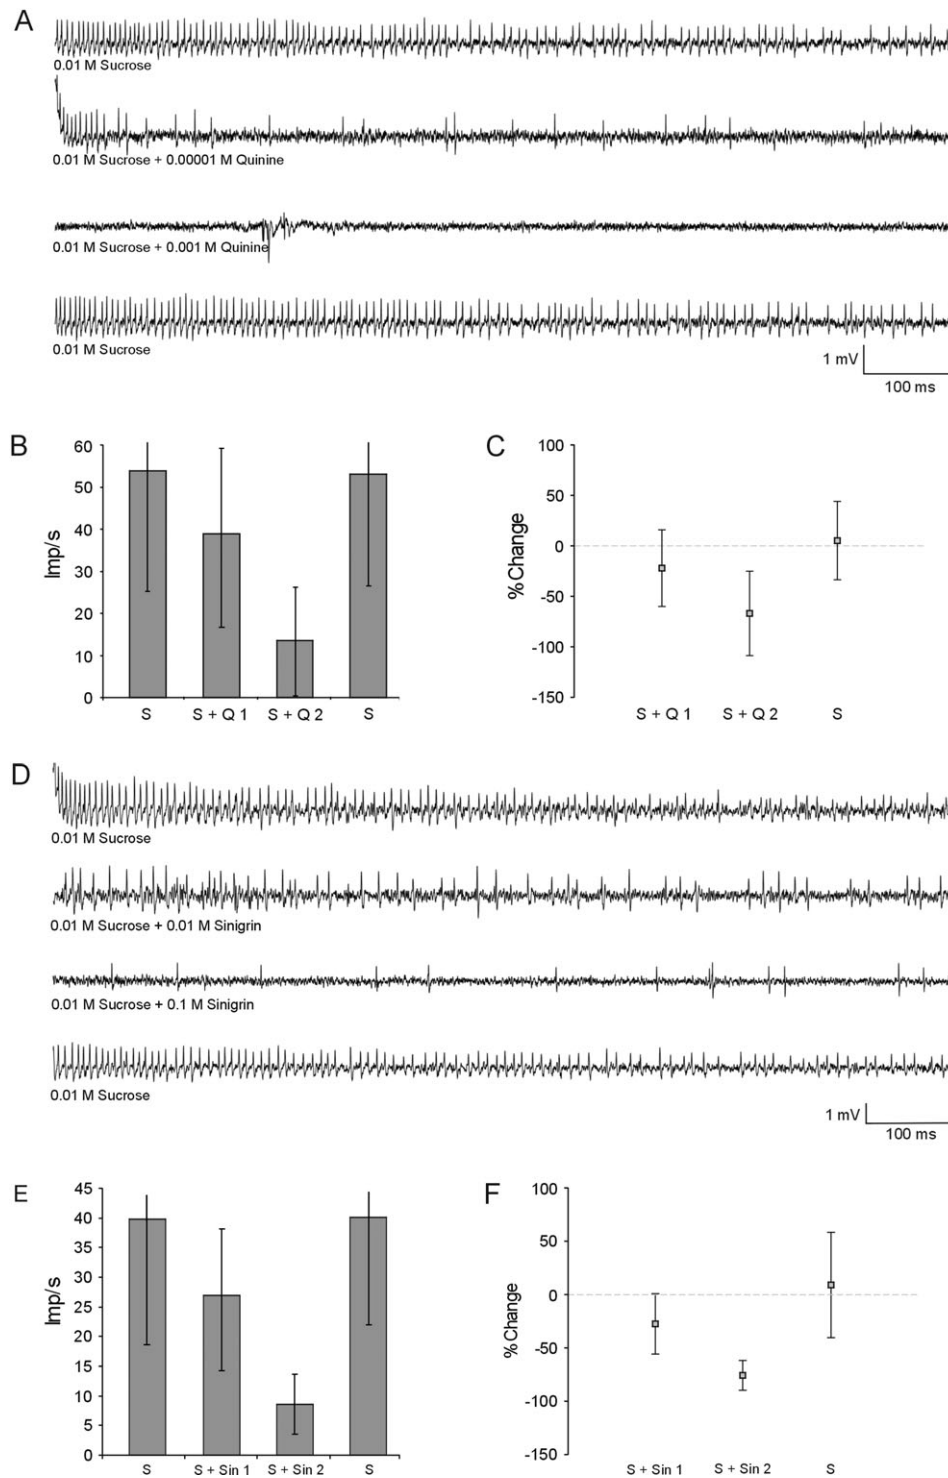 A
0.01 M Sucrose
0.01 M Sucrose + 0.00001 M Quinine
0.01 M Sucrose + 0.001 M Quinine
0.01 M Sucrose
1 mV
100 ms
B
Imp/s
60
50
40
30
20
10
0
S S + Q 1 S + Q 2 S
C
%Change
100
50
0
-50
-100
-150
S + Q 1 S + Q 2 S
D
0.01 M Sucrose
0.01 M Sucrose + 0.01 M Sinigrin
0.01 M Sucrose + 0.1 M Sinigrin
0.01 M Sucrose
1 mV
100 ms
E
Imp/s
45
40
35
30
25
20
15
10
5
0
S S + Sin 1 S + Sin 2 S
F
%Change
100
50
0
-50
-100
-150
S + Sin 1 S + Sin 2 S